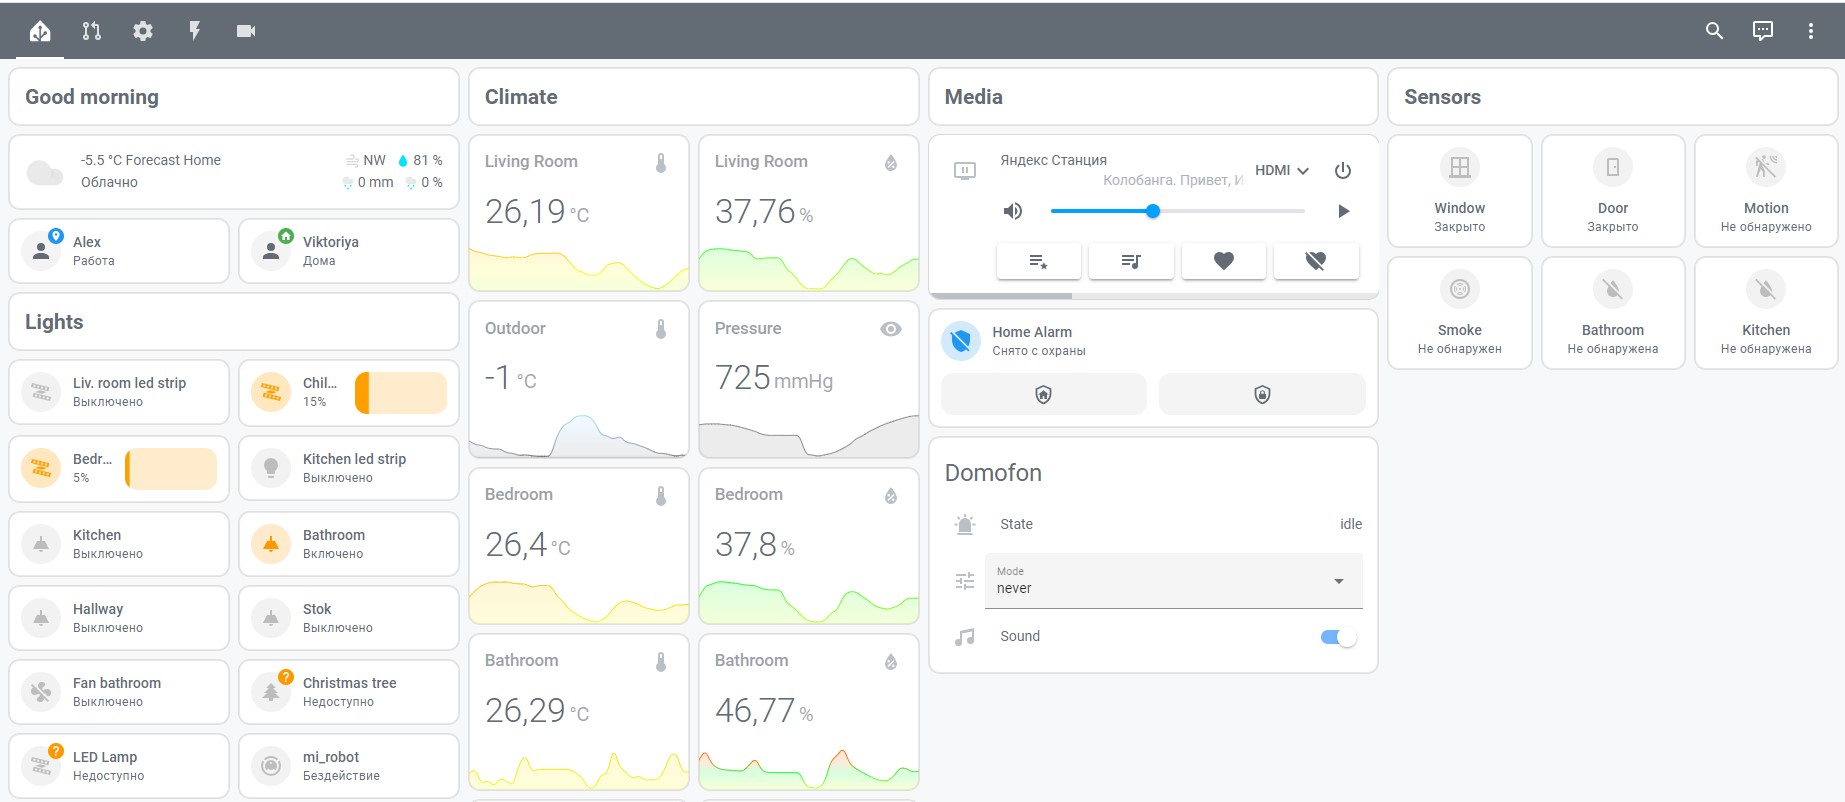 Good morning
-5.5 °C Forecast Home
NW 81 %
Облачно
0 mm 0 %
Alex
Работа
Viktoriya
Дома
Lights
Liv. room led strip
Выключено
Chil...
15%
Bedr...
5%
Kitchen led strip
Выключено
Kitchen
Выключено
Bathroom
Включено
Hallway
Выключено
Stok
Выключено
Fan bathroom
Выключено
?
Christmas tree
Недоступно
?
LED Lamp
Недоступно
mi_robot
Бездействие
Climate
Living Room
26,19 °C
Living Room
37,76 %
Outdoor
-1 °C
Pressure
725 mmHg
Bedroom
26,4 °C
Bedroom
37,8 %
Bathroom
26,29 °C
Bathroom
46,77 %
Media
Яндекс Станция
Колобанга. Привет, И
HDMI
Home Alarm
Снято с охраны
Domofon
State idle
Mode
never
Sound
Sensors
Window
Закрыто
Door
Закрыто
Motion
Не обнаружено
Smoke
Не обнаружен
Bathroom
Не обнаружена
Kitchen
Не обнаружена